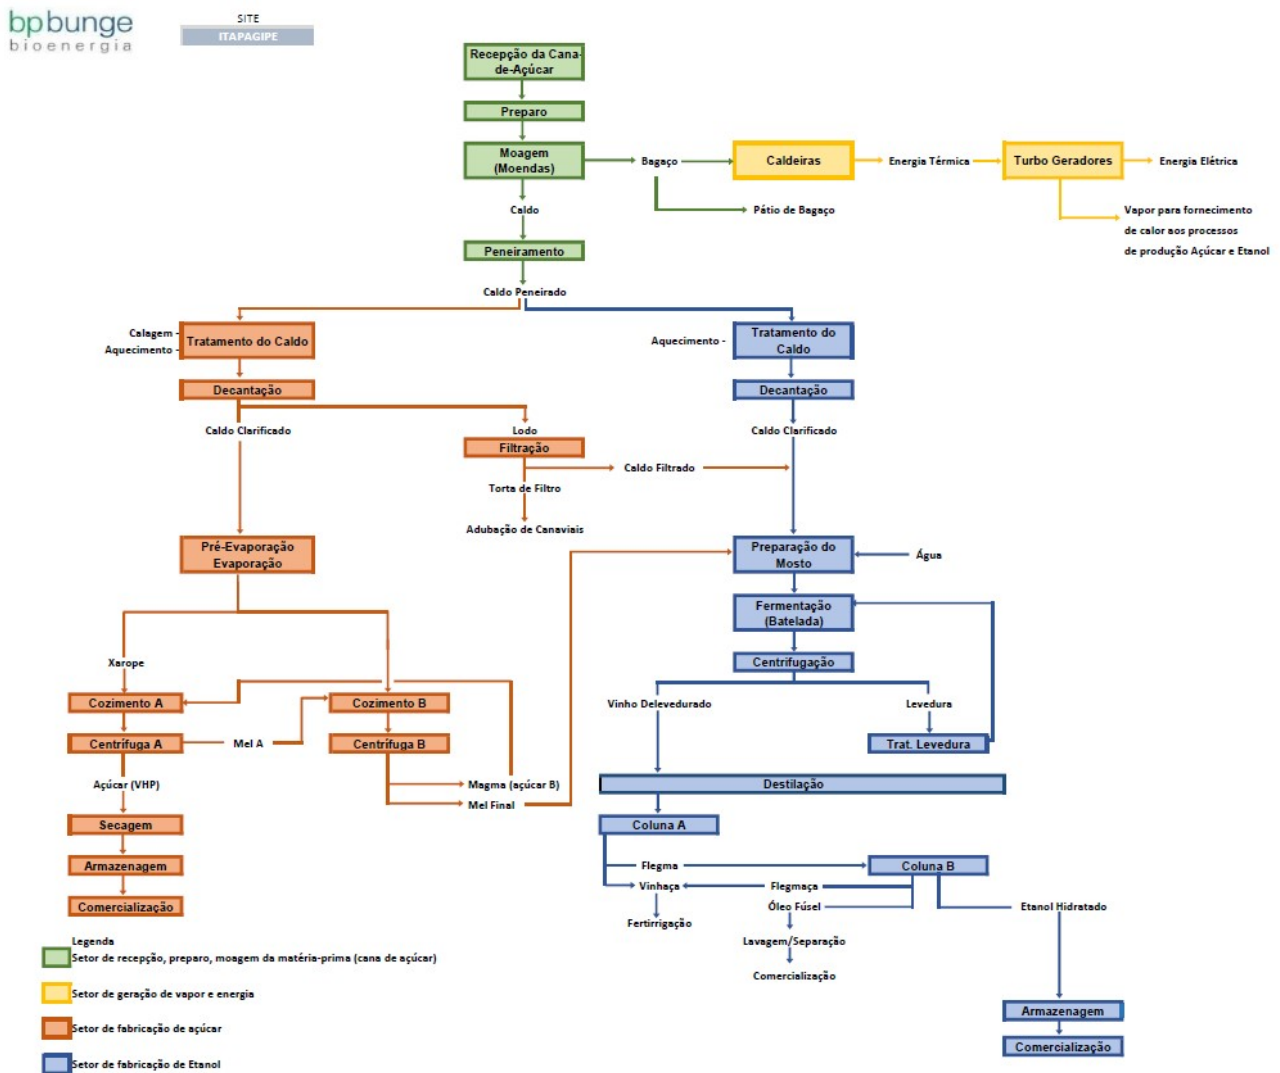 bpbunge
bioenergia
SITE
ITAPAGIPE
Recepção da Cana-
de-Açúcar
Preparo
Moagem
(Moendas)
Bagaço
Caldeiras
Energia Térmica
Turbo Geradores
Energia Elétrica
Caldo
Pátio de Bagaço
Vapor para fornecimento
de calor aos processos
de produção Açúcar e Etanol
Peneiramento
Caldo Peneirado
Calagem -
Aquecimento -
Tratamento do Caldo
Aquecimento -
Tratamento do
Caldo
Decantação
Decantação
Caldo Clarificado
Lodo
Caldo Clarificado
Filtração
Caldo Filtrado
Torta de Filtro
Adubação de Canaviais
Pré-Evaporação
Evaporação
Preparação do
Mosto
Água
Fermentação
(Batelada)
Xarope
Centrifugação
Cozimento A
Cozimento B
Vinho Delevedurado
Levedura
Centrífuga A
Mel A
Centrífuga B
Trat. Levedura
Açúcar (VHP)
Magma (açúcar B)
Destilação
Mel Final
Secagem
Coluna A
Armazenagem
Flegma
Coluna B
Vinhaça
Flegmaça
Comercialização
Óleo Fúsel
Etanol Hidratado
Fertirrigação
Lavagem/Separação
Comercialização
Armazenagem
Comercialização
Legenda
Setor de recepção, preparo, moagem da matéria-prima (cana de açúcar)
Setor de geração de vapor e energia
Setor de fabricação de açúcar
Setor de fabricação de Etanol